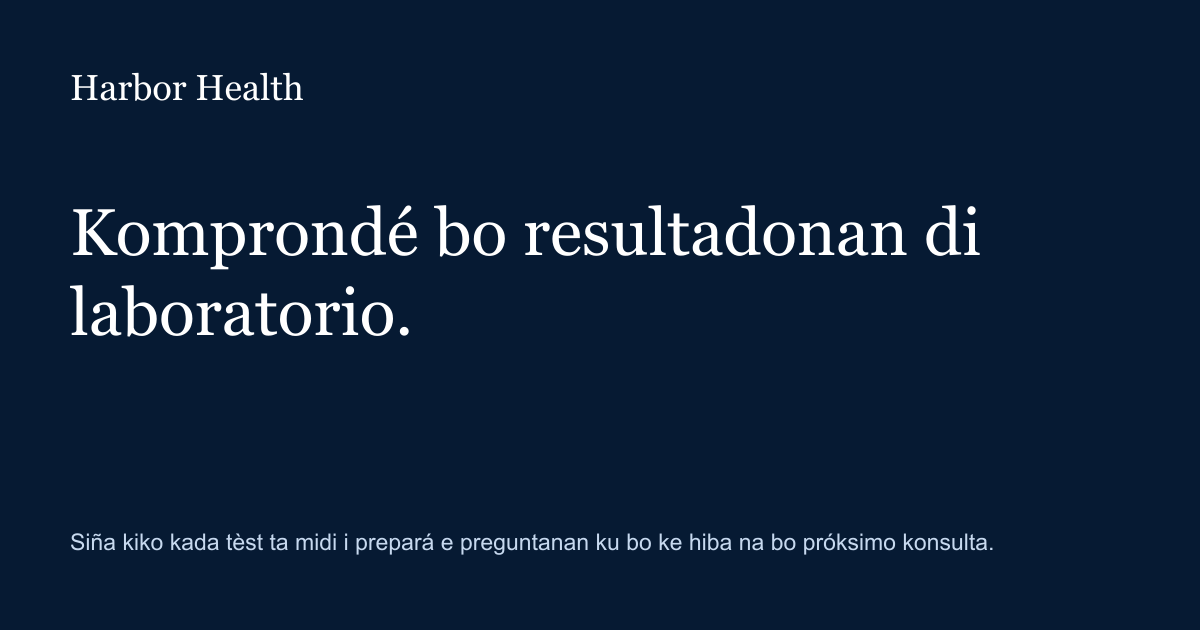 Harbor Health
Komprondé bo resultadonan di
laboratorio.
Siña kiko kada tèst ta midi i prepará e preguntanan ku bo ke hiba na bo próksimo konsulta.